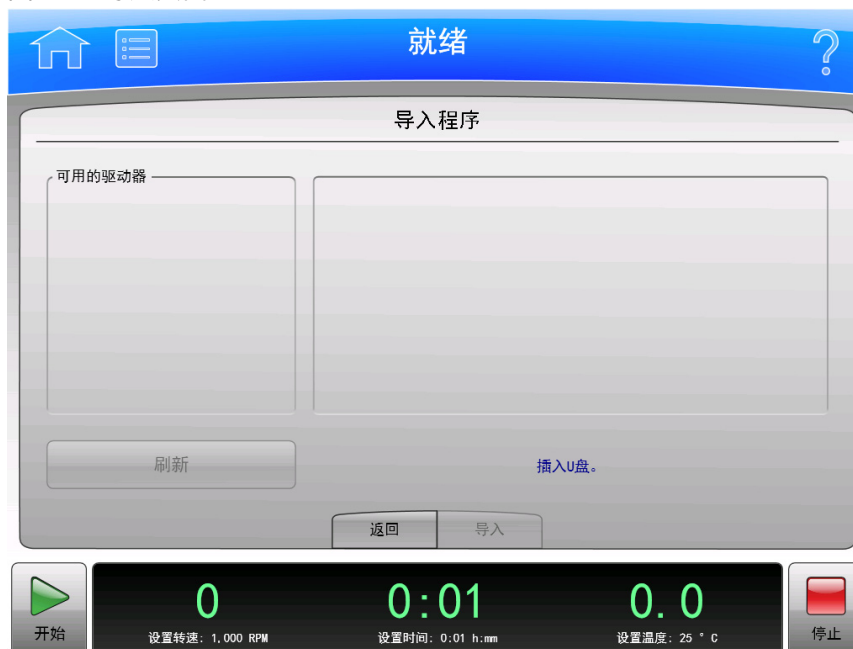 就绪
导入程序
可用的驱动器
刷新
插入U盘。
返回
导入
开始
0
0:01
0.0
设置转速: 1,000 RPM
设置时间: 0:01 h:mm
设置温度: 25 ° C
停止